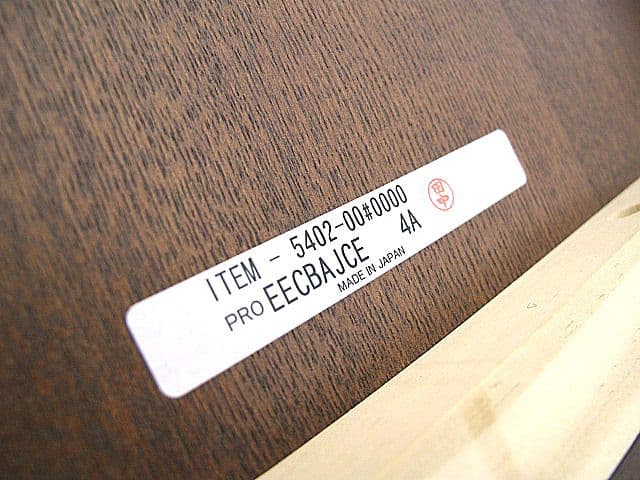 ITEM - 5402-00#0000
PRO EECBAJCE 4A
MADE IN JAPAN
田中